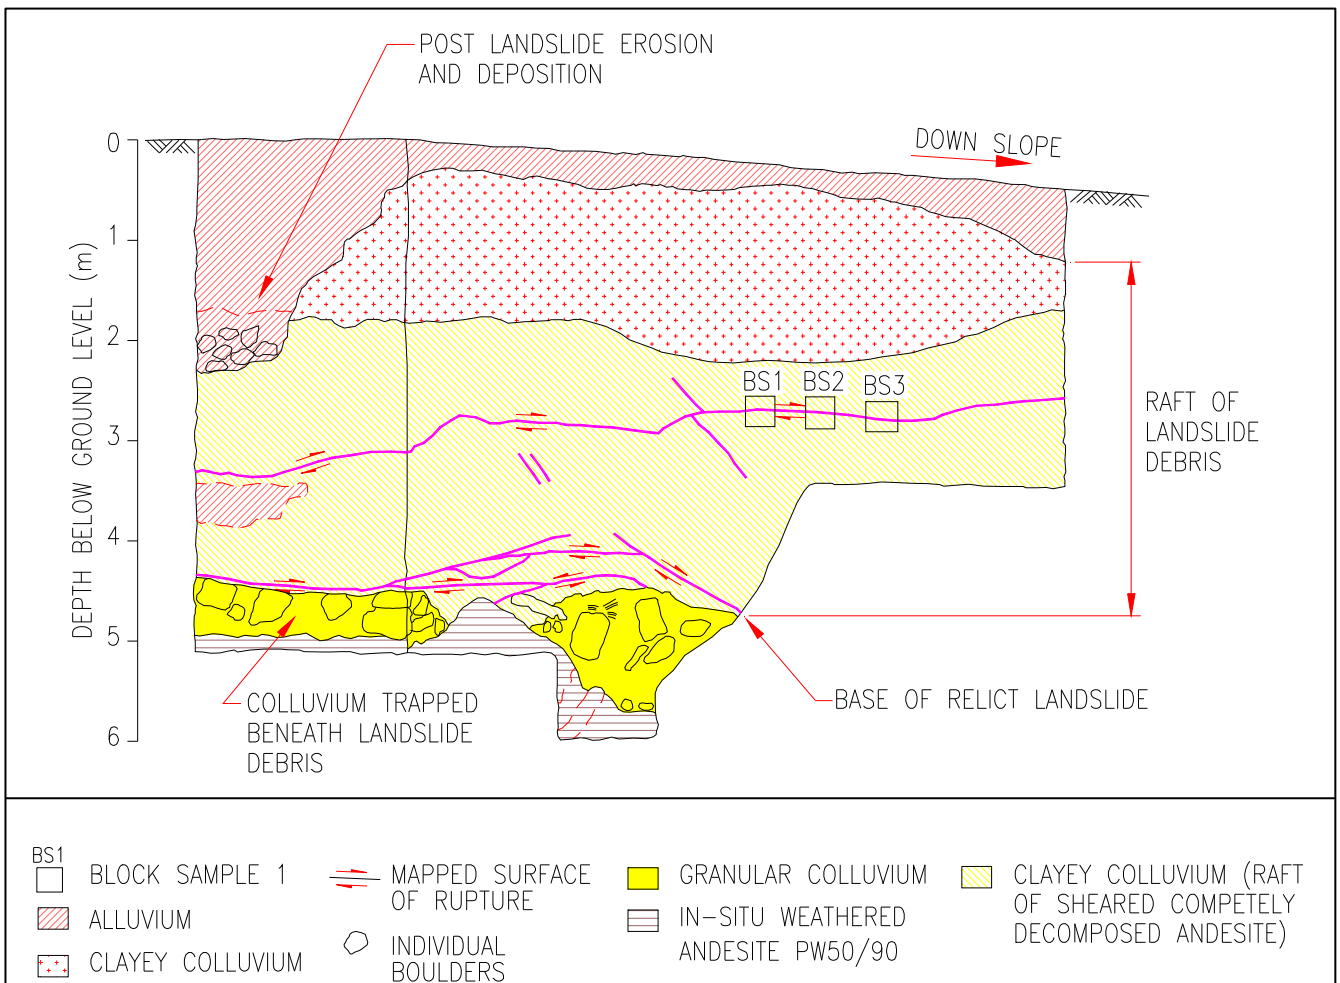 POST LANDSLIDE EROSION
AND DEPOSITION
DOWN SLOPE
0
1
2
3
4
5
6
DEPTH BELOW GROUND LEVEL (m)
BS1
BS2
BS3
RAFT OF
LANDSLIDE
DEBRIS
COLLUVIUM TRAPPED
BENEATH LANDSLIDE
DEBRIS
BASE OF RELICT LANDSLIDE
BS1
BLOCK SAMPLE 1
ALLUVIUM
CLAYEY COLLUVIUM
MAPPED SURFACE
OF RUPTURE
INDIVIDUAL
BOULDERS
GRANULAR COLLUVIUM
IN-SITU WEATHERED
ANDESITE PW50/90
CLAYEY COLLUVIUM (RAFT
OF SHEARED COMPETELY
DECOMPOSED ANDESITE)